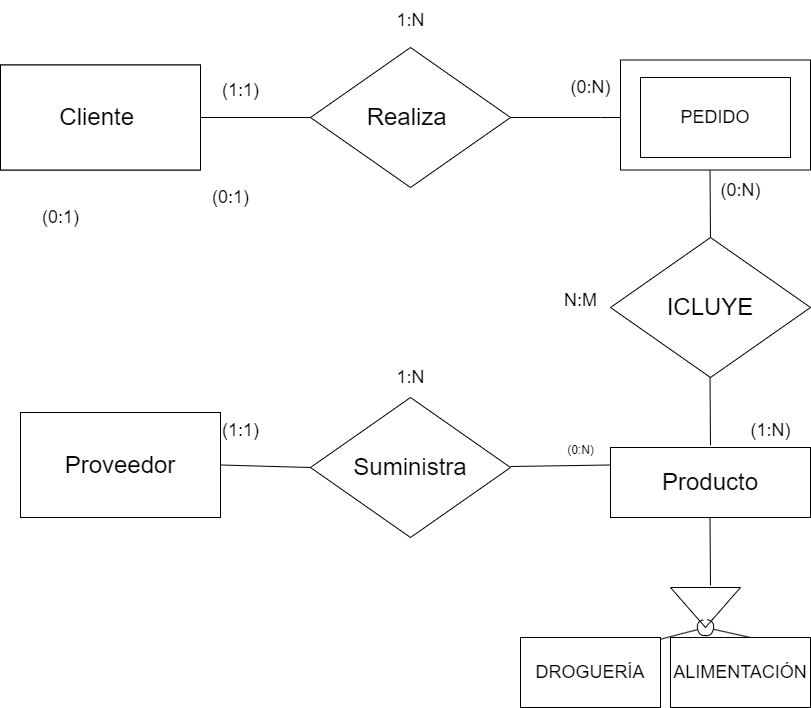 1:N
(1:1)
(0:N)
Cliente
Realiza
PEDIDO
(0:1)
(0:1)
(0:N)
N:M
ICLUYE
1:N
(1:1)
(0:N)
(1:N)
Proveedor
Suministra
Producto
DROGUERÍA
ALIMENTACIÓN